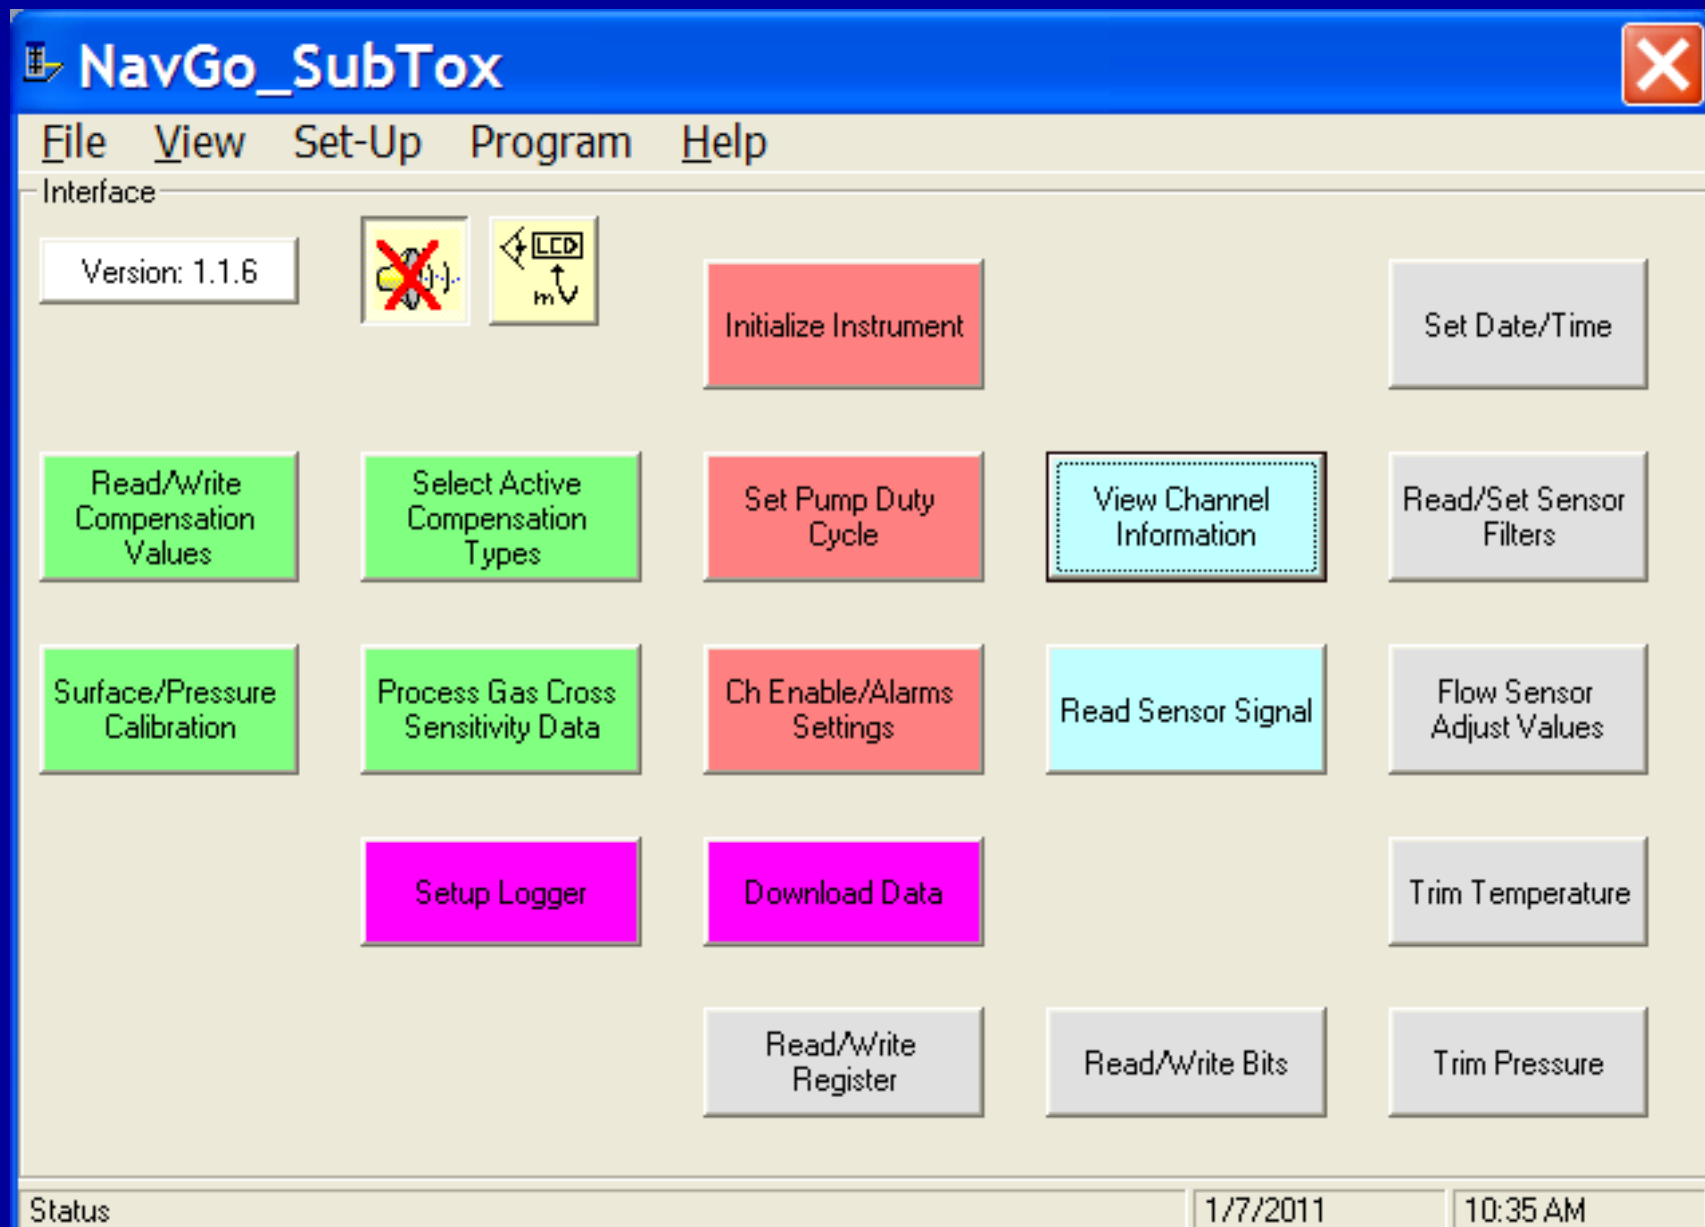 NavGo_SubTox
File View Set-Up Program Help
Interface
Version: 1.1.6
LCD
mV
Initialize Instrument
Set Date/Time
Read/Write
Compensation
Values
Select Active
Compensation
Types
Set Pump Duty
Cycle
View Channel
Information
Read/Set Sensor
Filters
Surface/Pressure
Calibration
Process Gas Cross
Sensitivity Data
Ch Enable/Alarms
Settings
Read Sensor Signal
Flow Sensor
Adjust Values
Setup Logger
Download Data
Trim Temperature
Read/Write
Register
Read/Write Bits
Trim Pressure
Status 1/7/2011 10:35 AM